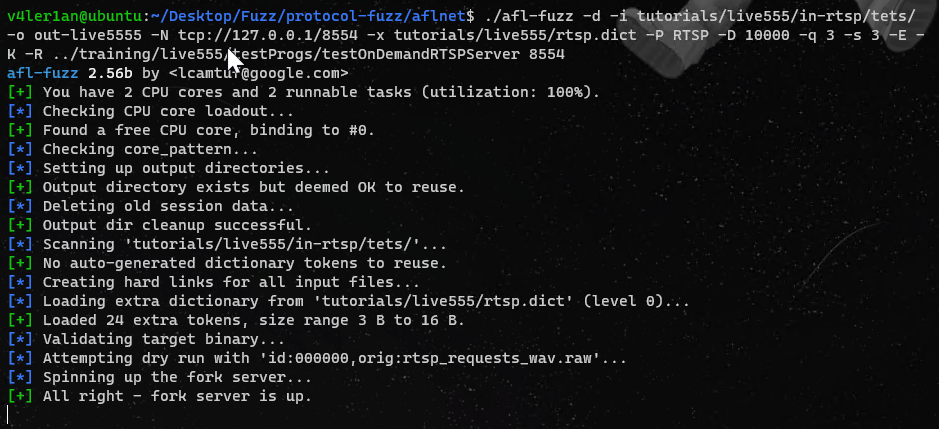 v4ler1an@ubuntu:~/Desktop/Fuzz/protocol-fuzz/aflnet$ ./afl-fuzz -d -i tutorials/live555/in-rtsp/tets/
-o out-live5555 -N tcp://127.0.0.1/8554 -x tutorials/live555/rtsp.dict -P RTSP -D 10000 -q 3 -s 3 -E -
K -R ../training/live555/testProgs/testOnDemandRTSPServer 8554
afl-fuzz 2.56b by <lcamtuf@google.com>
[+] You have 2 CPU cores and 2 runnable tasks (utilization: 100%).
[*] Checking CPU core loadout...
[+] Found a free CPU core, binding to #0.
[*] Checking core_pattern...
[*] Setting up output directories...
[+] Output directory exists but deemed OK to reuse.
[*] Deleting old session data...
[+] Output dir cleanup successful.
[*] Scanning 'tutorials/live555/in-rtsp/tets/'...
[+] No auto-generated dictionary tokens to reuse.
[*] Creating hard links for all input files...
[*] Loading extra dictionary from 'tutorials/live555/rtsp.dict' (level 0)...
[+] Loaded 24 extra tokens, size range 3 B to 16 B.
[*] Validating target binary...
[*] Attempting dry run with 'id:000000,orig:rtsp_requests_wav.raw'...
[*] Spinning up the fork server...
[+] All right - fork server is up.